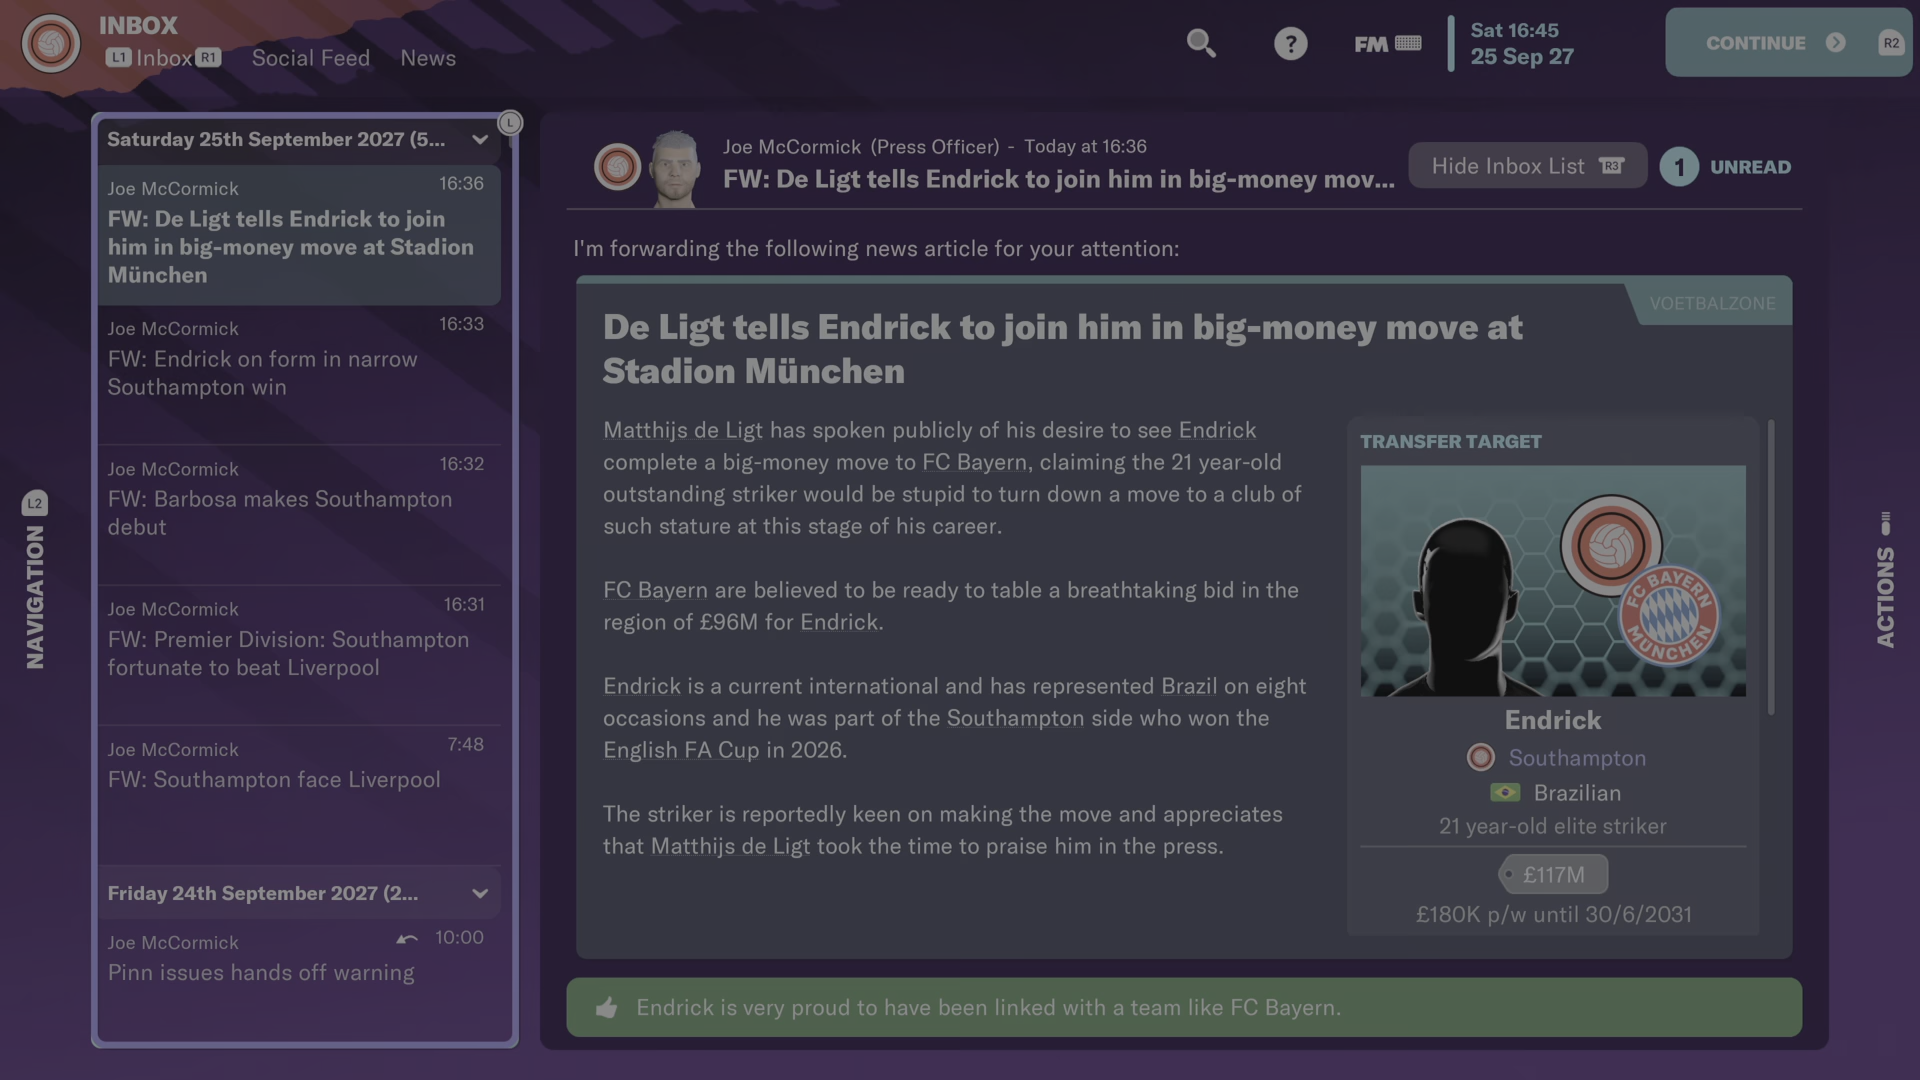 INBOX
L1 Inbox R1 Social Feed News
? FM
Sat 16:45
25 Sep 27
CONTINUE R2
L2 NAVIGATION
ACTIONS
L
Saturday 25th September 2027 (5...
Joe McCormick 16:36
FW: De Ligt tells Endrick to join
him in big-money move at Stadion
München
Joe McCormick 16:33
FW: Endrick on form in narrow
Southampton win
Joe McCormick 16:32
FW: Barbosa makes Southampton
debut
Joe McCormick 16:31
FW: Premier Division: Southampton
fortunate to beat Liverpool
Joe McCormick 7:48
FW: Southampton face Liverpool
Friday 24th September 2027 (2...
Joe McCormick 10:00
Pinn issues hands off warning
Joe McCormick (Press Officer) - Today at 16:36
FW: De Ligt tells Endrick to join him in big-money mov...
Hide Inbox List R3
1 UNREAD
I'm forwarding the following news article for your attention:
VOETBALZONE
De Ligt tells Endrick to join him in big-money move at
Stadion München
Matthijs de Ligt has spoken publicly of his desire to see Endrick
complete a big-money move to FC Bayern, claiming the 21 year-old
outstanding striker would be stupid to turn down a move to a club of
such stature at this stage of his career.
FC Bayern are believed to be ready to table a breathtaking bid in the
region of £96M for Endrick.
Endrick is a current international and has represented Brazil on eight
occasions and he was part of the Southampton side who won the
English FA Cup in 2026.
The striker is reportedly keen on making the move and appreciates
that Matthijs de Ligt took the time to praise him in the press.
TRANSFER TARGET
FC BAYERN
MÜNCHEN
Endrick
Southampton
Brazilian
21 year-old elite striker
£117M
£180K p/w until 30/6/2031
Endrick is very proud to have been linked with a team like FC Bayern.